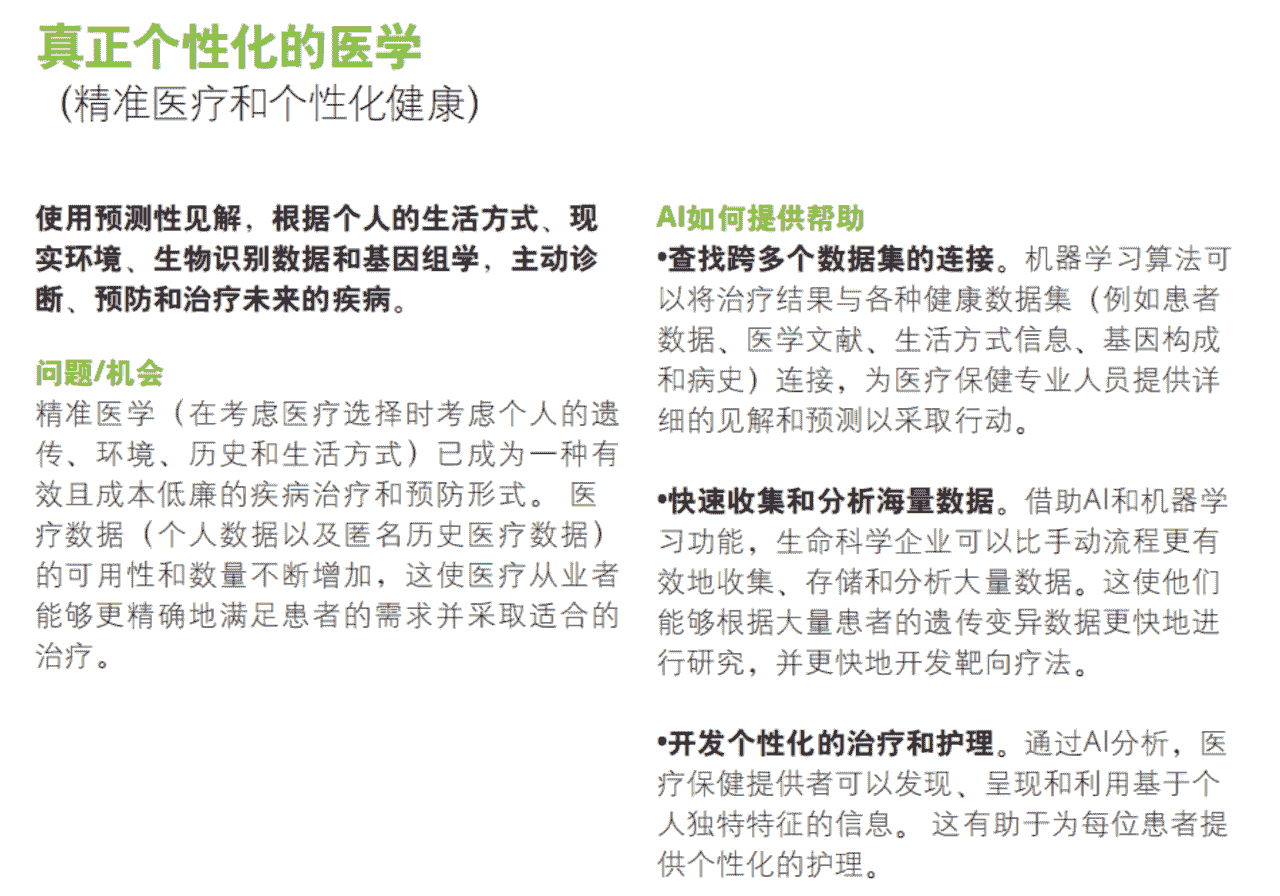 真正个性化的医学
(精准医疗和个性化健康)
使用预测性见解，根据个人的生活方式、现
实环境、生物识别数据和基因组学，主动诊
断、预防和治疗未来的疾病。
问题/机会
精准医学（在考虑医疗选择时考虑个人的遗
传、环境、历史和生活方式）已成为一种有
效且成本低廉的疾病治疗和预防形式。 医
疗数据（个人数据以及匿名历史医疗数据）
的可用性和数量不断增加，这使医疗从业者
能够更精确地满足患者的需求并采取适合的
治疗。
AI如何提供帮助
•查找跨多个数据集的连接。机器学习算法可
以将治疗结果与各种健康数据集（例如患者
数据、医学文献、生活方式信息、基因构成
和病史）连接，为医疗保健专业人员提供详
细的见解和预测以采取行动。
•快速收集和分析海量数据。借助AI和机器学
习功能，生命科学企业可以比手动流程更有
效地收集、存储和分析大量数据。这使他们
能够根据大量患者的遗传变异数据更快地进
行研究，并更快地开发靶向疗法。
•开发个性化的治疗和护理。通过AI分析，医
疗保健提供者可以发现、呈现和利用基于个
人独特特征的信息。 这有助于为每位患者提
供个性化的护理。